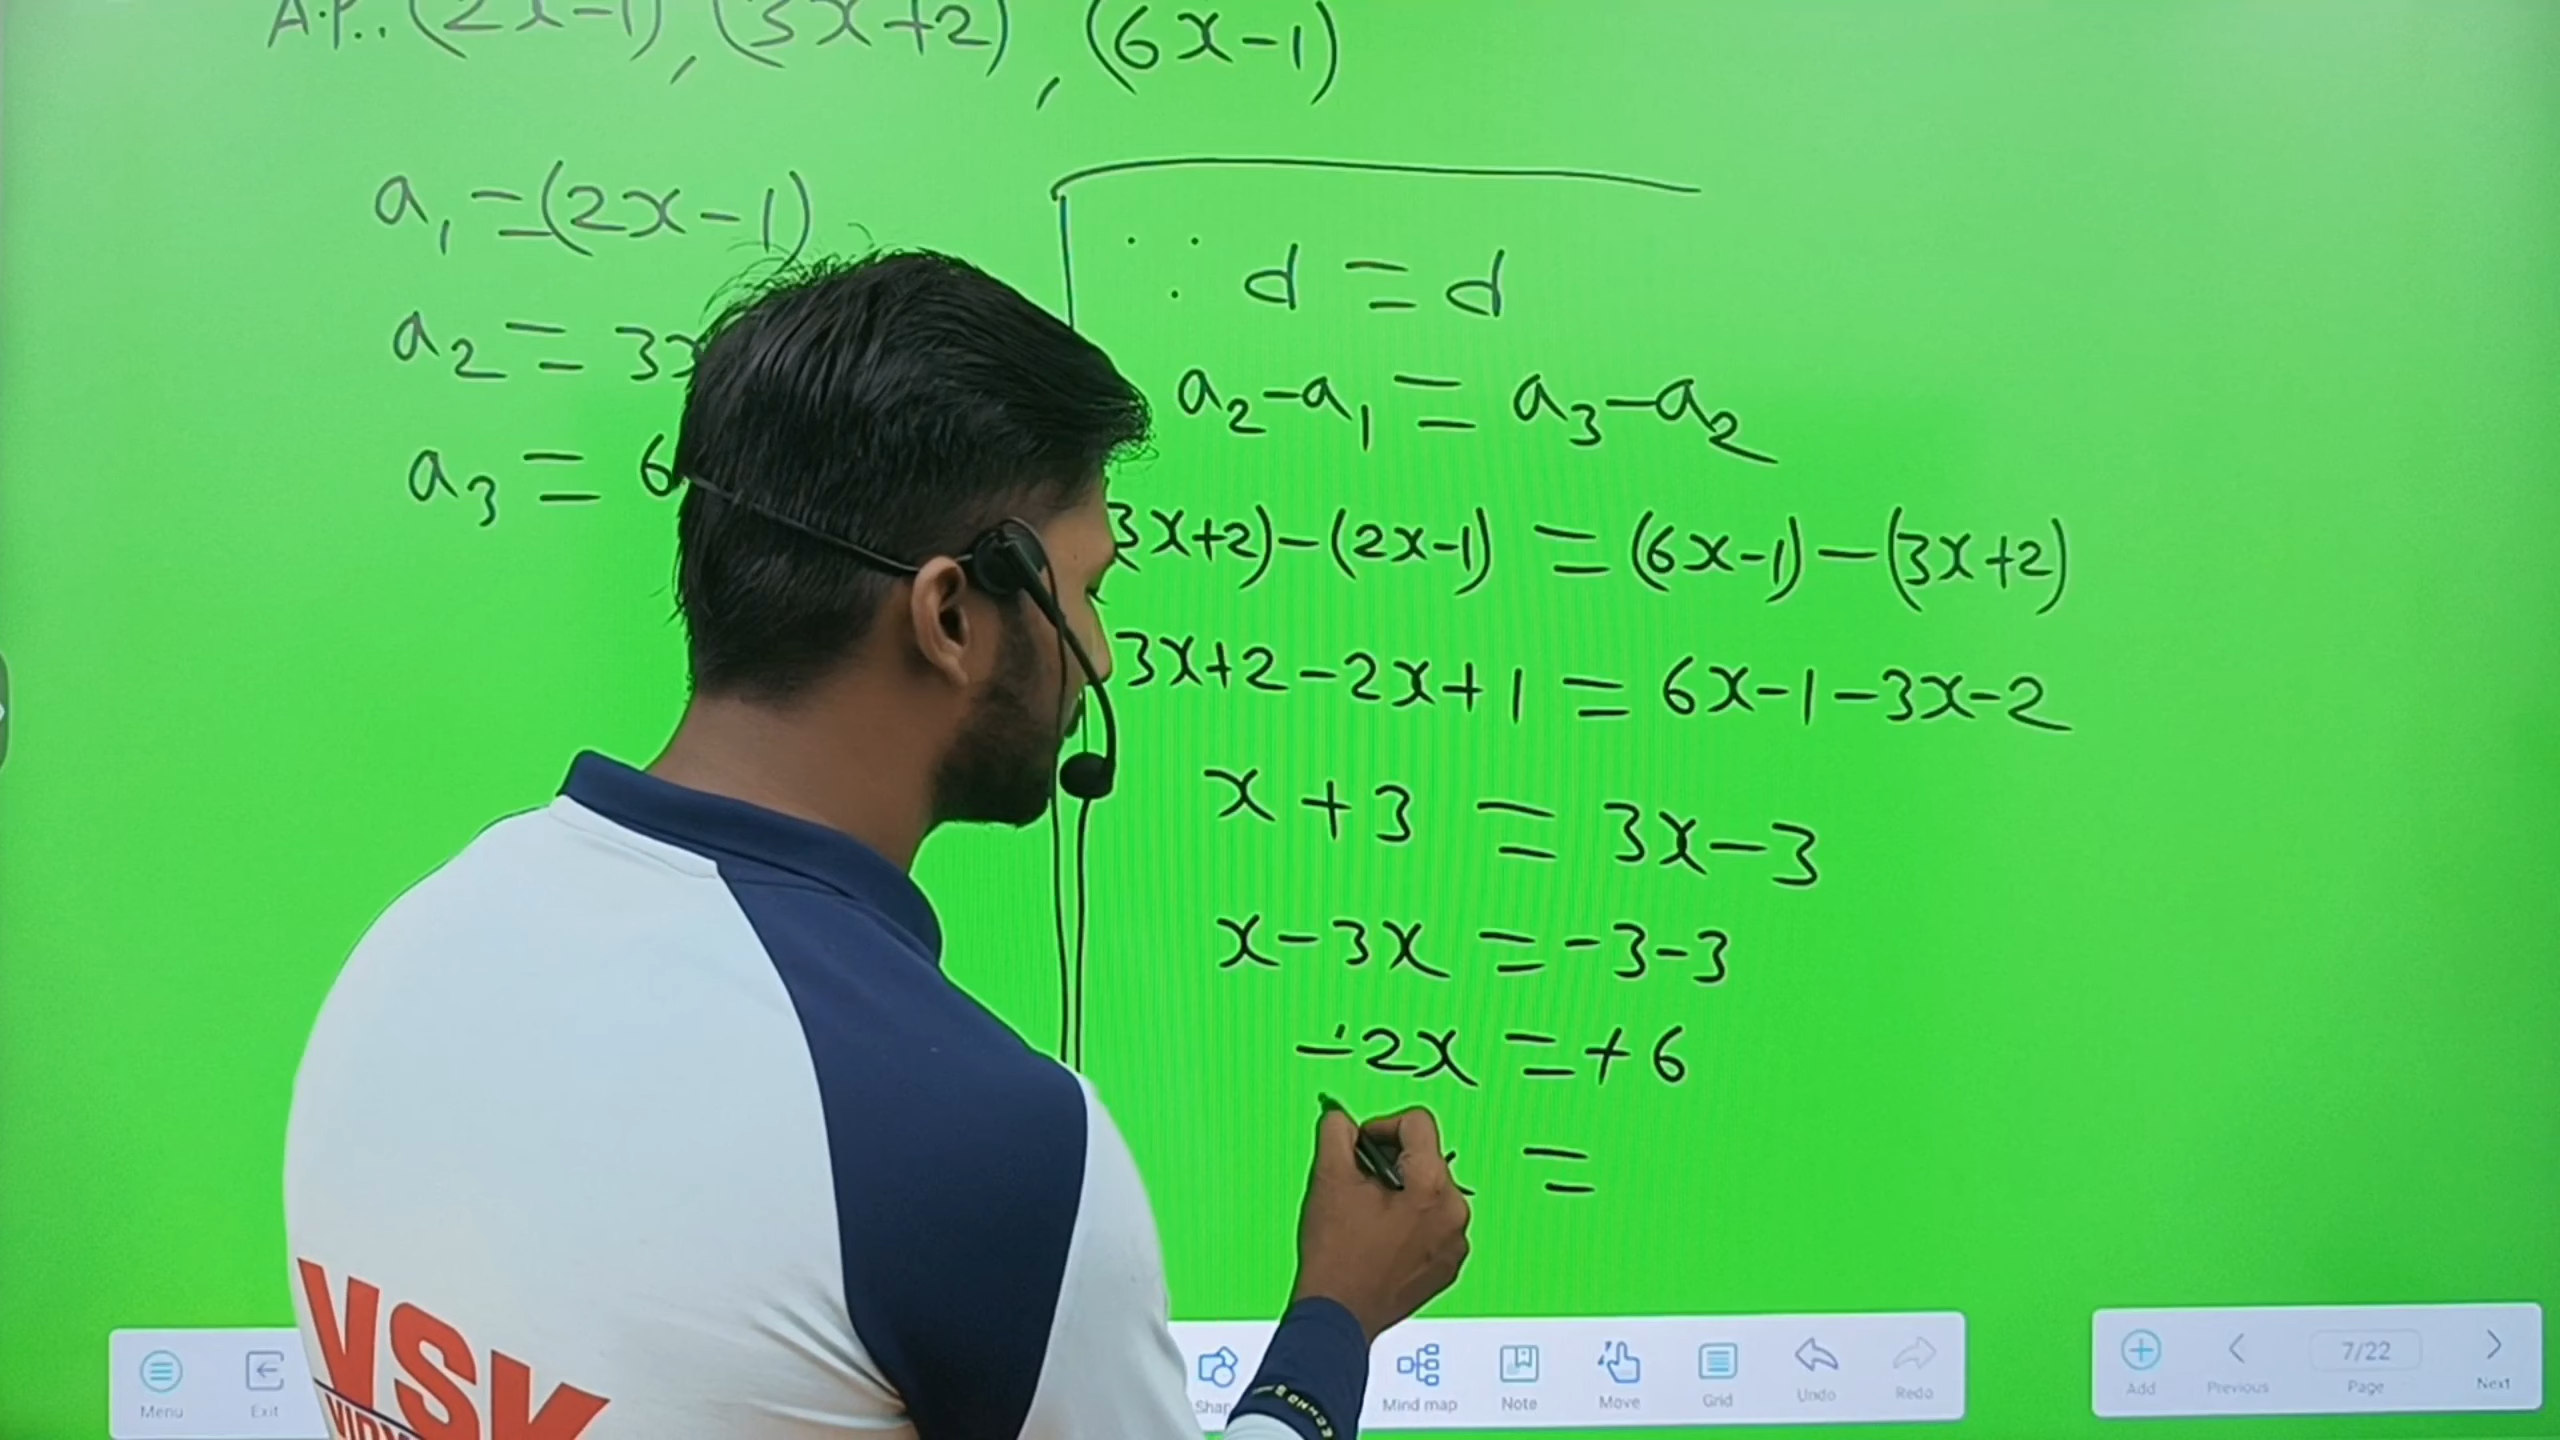 A.P.. (2x-1), (3x+2), (6x-1)
a₁ = (2x-1)
a₂ = 3x
a₃ = 6
∵ d = d
a₂-a₁ = a₃-a₂
3x+2)-(2x-1) = (6x-1)-(3x+2)
3x+2-2x+1 = 6x-1-3x-2
x+3 = 3x-3
x-3x = -3-3
-2x = +6
x =
VSK
Menu
Exit
Mind map
Note
Move
Grid
Undo
Redo
Add
Previous
7/22
Page
Next